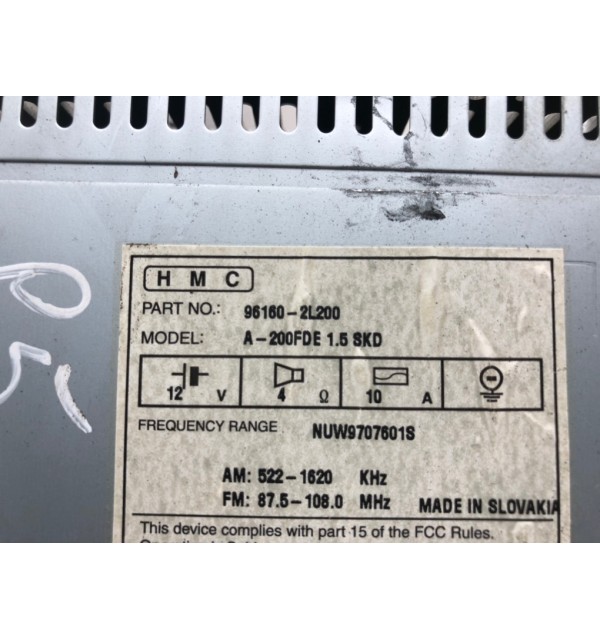 HMC
PART NO.: 96160-2L200
MODEL: A-200FDE 1.5 SKD
12 V 4 Ω 10 A
FREQUENCY RANGE NUW9707601S
AM: 522-1620 KHz
FM: 87.5-108.0 MHz MADE IN SLOVAKIA
This device complies with part 15 of the FCC Rules.